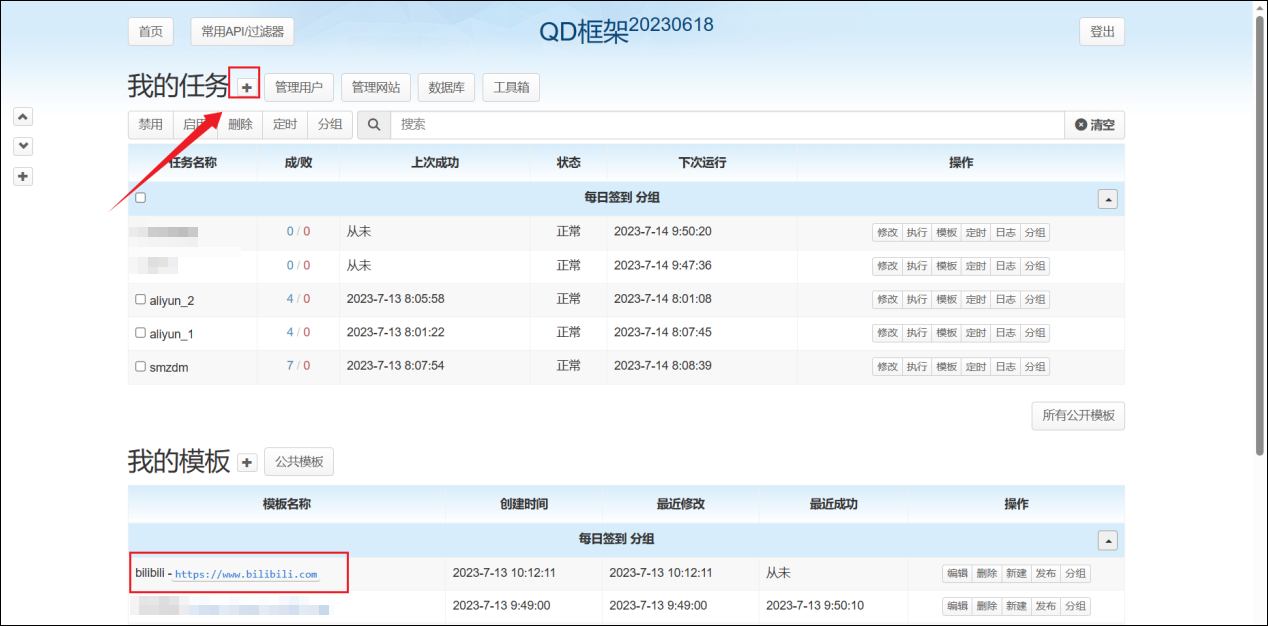 首页 常用API/过滤器 QD框架20230618 登出
我的任务 管理用户 管理网站 数据库 工具箱
禁用 启用 删除 定时 分组 搜索 清空
任务名称 成/败 上次成功 状态 下次运行 操作
每日签到 分组
0 / 0 从未 正常 2023-7-14 9:50:20 修改 执行 模板 定时 日志 分组
0 / 0 从未 正常 2023-7-14 9:47:36 修改 执行 模板 定时 日志 分组
aliyun_2 4 / 0 2023-7-13 8:05:58 正常 2023-7-14 8:01:08 修改 执行 模板 定时 日志 分组
aliyun_1 4 / 0 2023-7-13 8:01:22 正常 2023-7-14 8:07:45 修改 执行 模板 定时 日志 分组
smzdm 7 / 0 2023-7-13 8:07:54 正常 2023-7-14 8:08:39 修改 执行 模板 定时 日志 分组
所有公开模板
我的模板 公共模板
模板名称 创建时间 最近修改 最近成功 操作
每日签到 分组
bilibili - https://www.bilibili.com 2023-7-13 10:12:11 2023-7-13 10:12:11 从未 编辑 删除 新建 发布 分组
2023-7-13 9:49:00 2023-7-13 9:49:00 2023-7-13 9:50:10 编辑 删除 新建 发布 分组